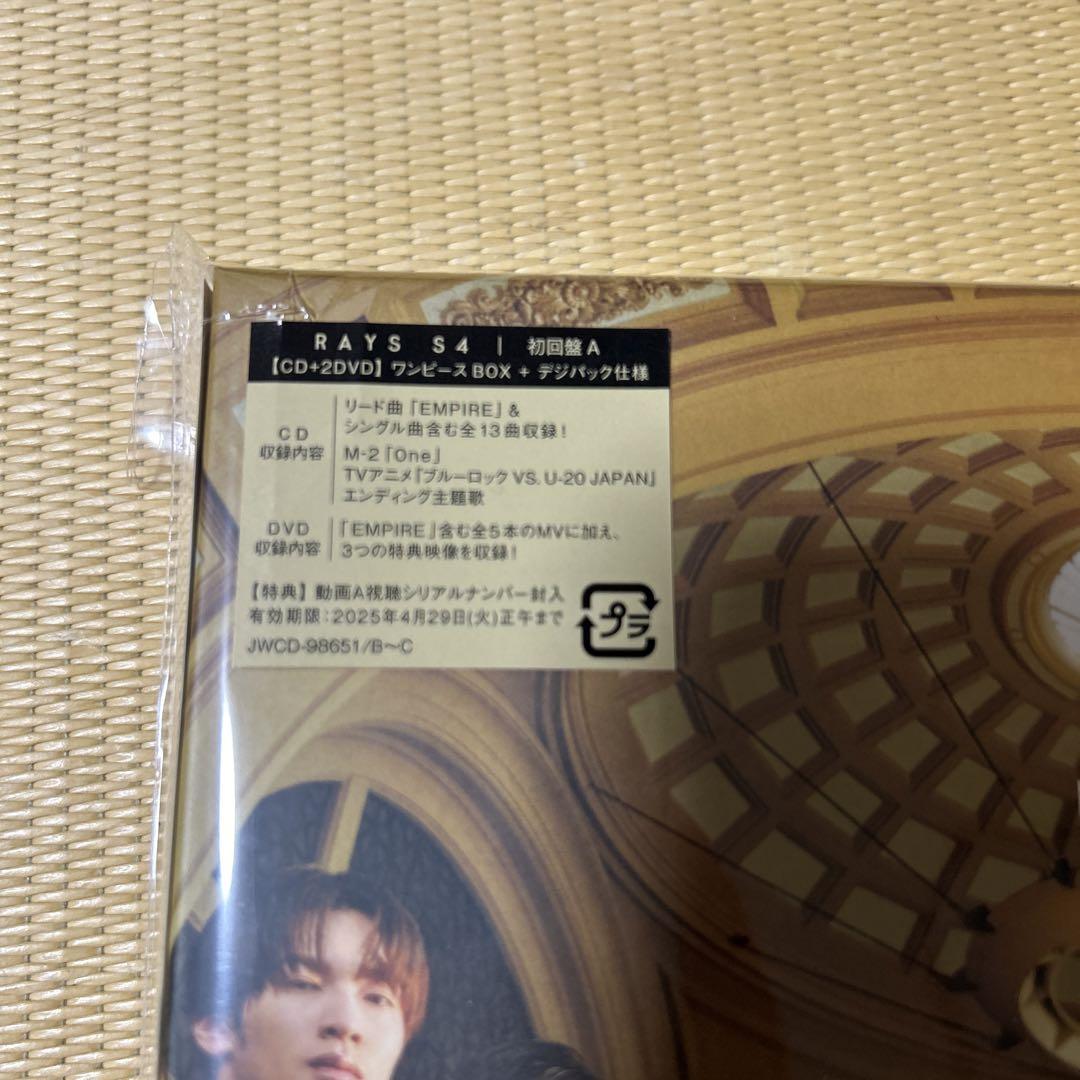 RAYS S4 | 初回盤A
【CD+2DVD】ワンピースBOX + デジパック仕様
CD
収録内容
リード曲「EMPIRE」&
シングル曲含む全13曲収録!
M-2「One」
TVアニメ『ブルーロック VS. U-20 JAPAN』
エンディング主題歌
DVD
収録内容
「EMPIRE」含む全5本のMVに加え、
3つの特典映像を収録!
【特典】動画A視聴シリアルナンバー封入
有効期限:2025年4月29日(火)正午まで
JWCD-98651/B〜C
プラ